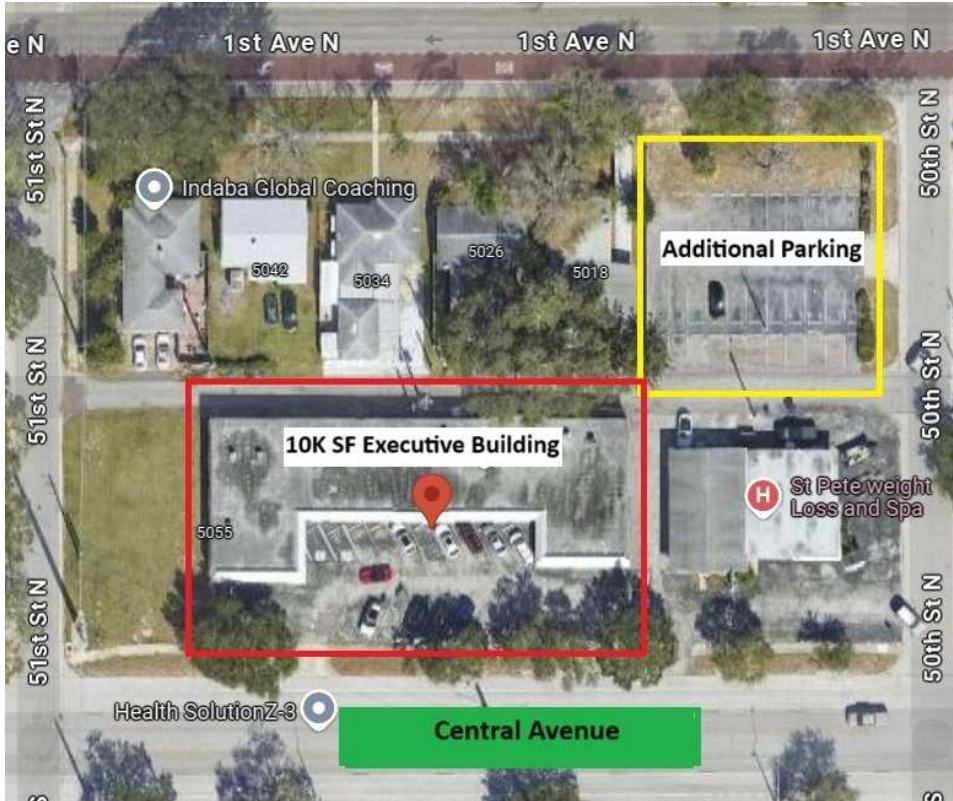 e N
1st Ave N
←
1st Ave N
1st Ave N
51st St N
50th St N
Indaba Global Coaching
5042
5034
5026
5018
Additional Parking
51st St N
50th St N
10K SF Executive Building
5055
H
St Pete weight
Loss and Spa
51st St N
50th St N
Health SolutionZ-3
Central Avenue
S
S